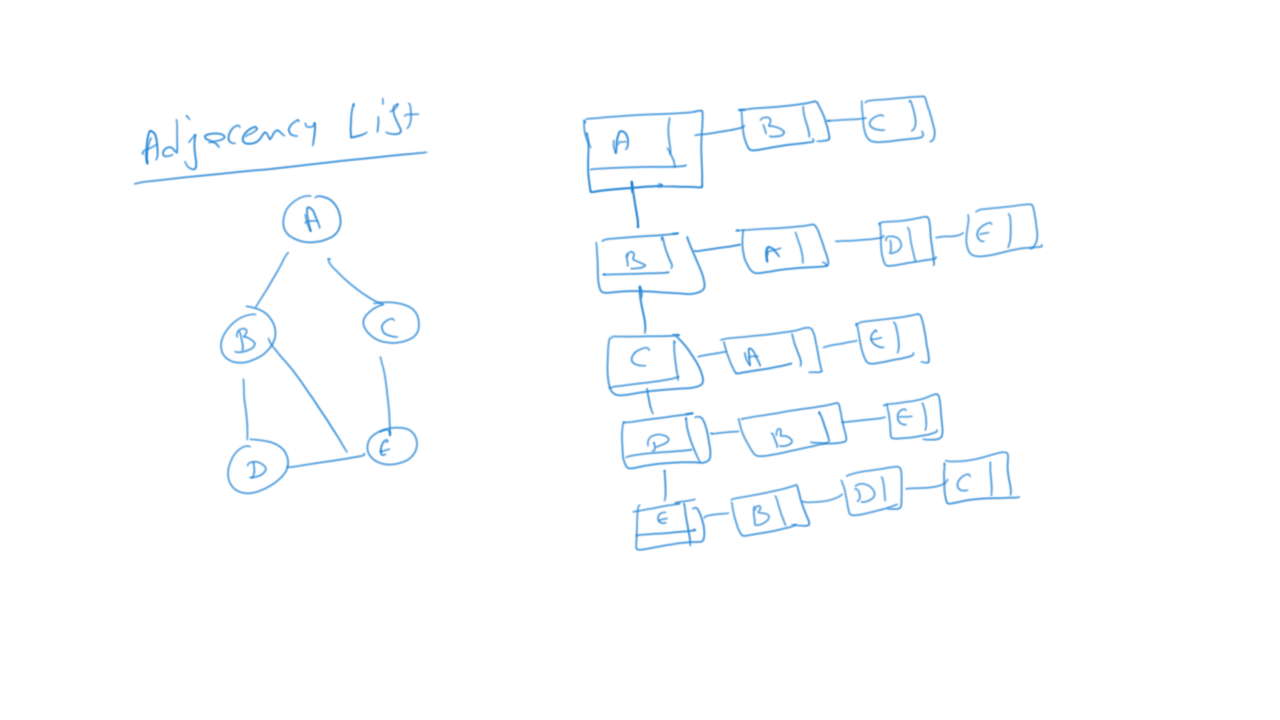 Adjacency List
A
B
C
D
E
A B C
B A D E
C A E
D B E
E B D C